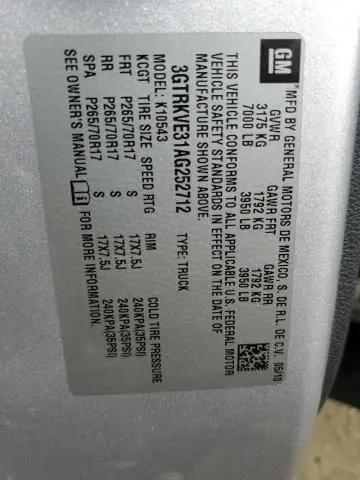 GM
*MFD BY GENERAL MOTORS DE MEXICO S. DE R.L. DE C.V. 05/10
GVWR GAWR FRT GAWR RR
3175 KG 1792 KG 1792 KG
7000 LB 3950 LB 3950 LB
THIS VEHICLE CONFORMS TO ALL APPLICABLE U.S. FEDERAL MOTOR
VEHICLE SAFETY STANDARDS IN EFFECT ON THE DATE OF
MANUFACTURE SHOWN ABOVE.
3GTRKVE31AG252712 TYPE: TRUCK
MODEL: K10543
KCGT TIRE SIZE SPEED RTG RIM COLD TIRE PRESSURE
FRT P265/70R17 S 17X7.5J 240KPA(35PSI)
RR P265/70R17 S 17X7.5J 240KPA(35PSI)
SPA P265/70R17 S 17X7.5J 240KPA(35PSI)
SEE OWNER'S MANUAL FOR MORE INFORMATION.